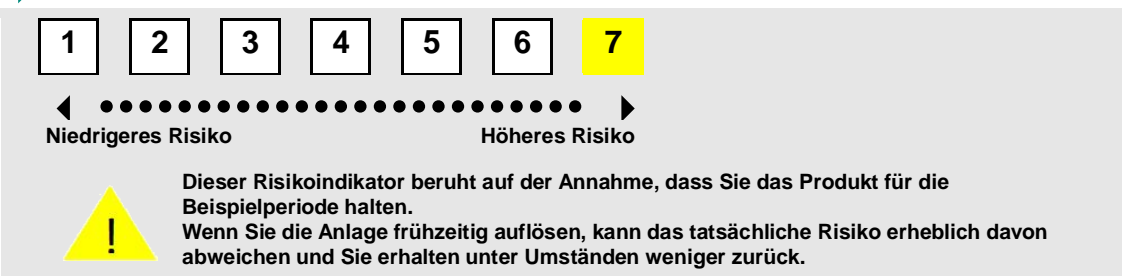 1 2 3 4 5 6 7
Niedrigeres Risiko Höheres Risiko
Dieser Risikoindikator beruht auf der Annahme, dass Sie das Produkt für die
Beispielperiode halten.
!
Wenn Sie die Anlage frühzeitig auflösen, kann das tatsächliche Risiko erheblich davon
abweichen und Sie erhalten unter Umständen weniger zurück.